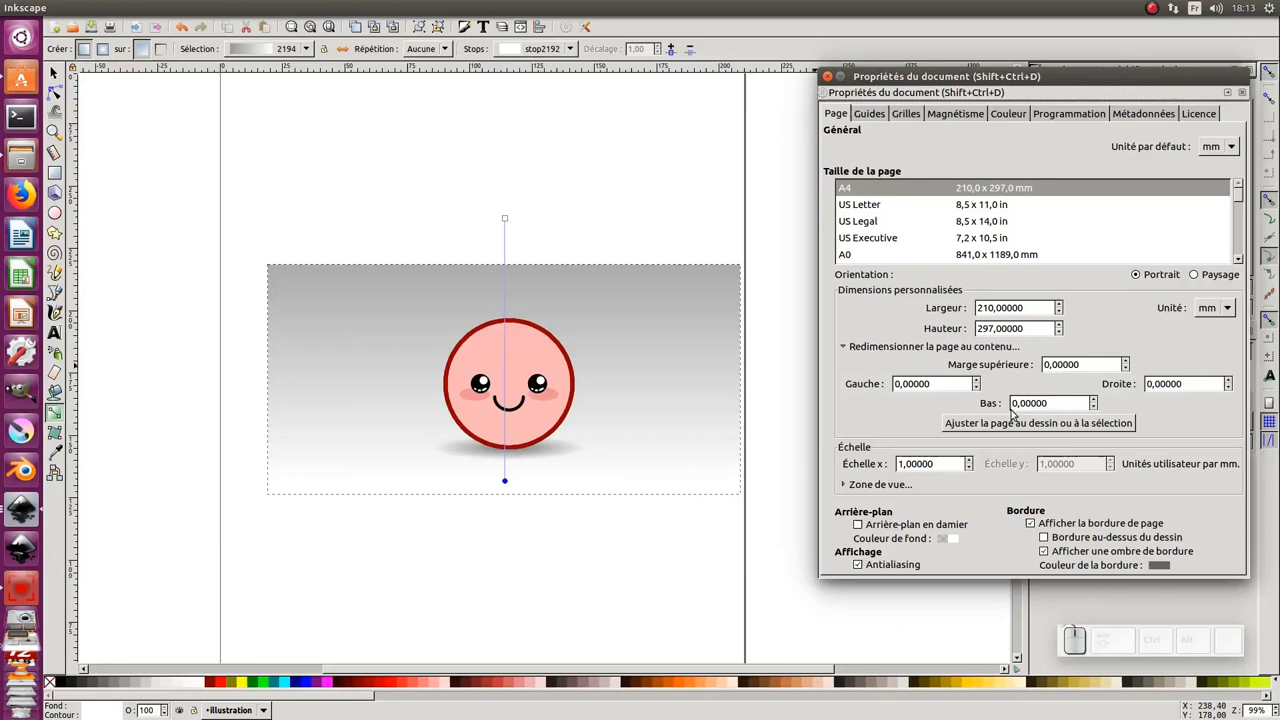 Inkscape
Fr
18:13
Créer :
sur :
Sélection :
2194
Répétition :
Aucune
Stops :
stop2192
Décalage :
1,00
Propriétés du document (Shift+Ctrl+D)
Propriétés du document (Shift+Ctrl+D)
Page
Guides
Grilles
Magnétisme
Couleur
Programmation
Métadonnées
Licence
Général
Unité par défaut :
mm
Taille de la page
A4 210,0 x 297,0 mm
US Letter 8,5 x 11,0 in
US Legal 8,5 x 14,0 in
US Executive 7,2 x 10,5 in
A0 841,0 x 1189,0 mm
Orientation :
Portrait
Paysage
Dimensions personnalisées
Largeur : 210,00000
Unité : mm
Hauteur : 297,00000
Redimensionner la page au contenu...
Marge supérieure : 0,00000
Gauche : 0,00000
Droite : 0,00000
Bas : 0,00000
Ajuster la page au dessin ou à la sélection
Échelle
Échelle x : 1,00000
Échelle y : 1,00000
Unités utilisateur par mm.
Zone de vue...
Arrière-plan
Bordure
Arrière-plan en damier
Afficher la bordure de page
Couleur de fond :
Bordure au-dessus du dessin
Affichage
Afficher une ombre de bordure
Antialiasing
Couleur de la bordure :
Ctrl
Alt
Fond :
Contour :
O : 100
•illustration
X : 238,40
Y : 178,00
Z : 99%